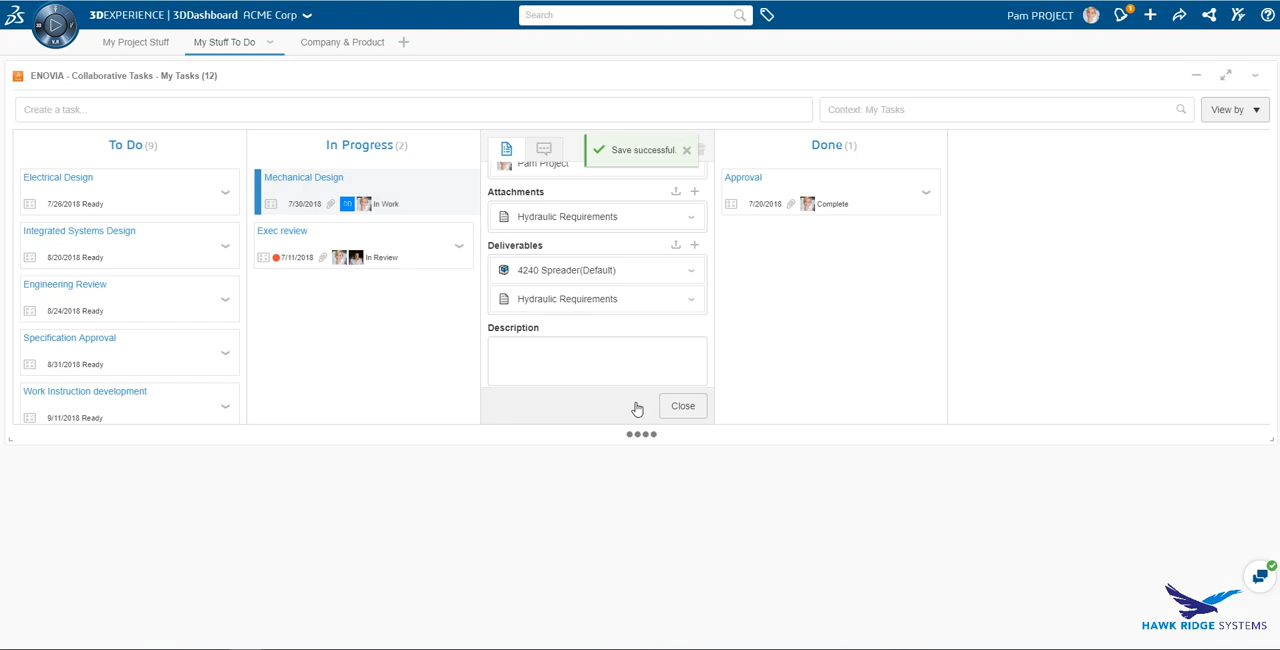 3DEXPERIENCE | 3DDashboard ACME Corp
Search
Pam PROJECT
1
My Project Stuff
My Stuff To Do
Company & Product
ENOVIA - Collaborative Tasks - My Tasks (12)
Create a task...
Context: My Tasks
View by
To Do (9)
Electrical Design
7/26/2018 Ready
Integrated Systems Design
8/20/2018 Ready
Engineering Review
8/24/2018 Ready
Specification Approval
8/31/2018 Ready
Work Instruction development
9/11/2018 Ready
In Progress (2)
Mechanical Design
7/30/2018 DD In Work
Exec review
7/11/2018 In Review
Save successful.
Pam Project
Attachments
Hydraulic Requirements
Deliverables
4240 Spreader(Default)
Hydraulic Requirements
Description
Close
Done (1)
Approval
7/20/2018 Complete
HAWK RIDGE SYSTEMS